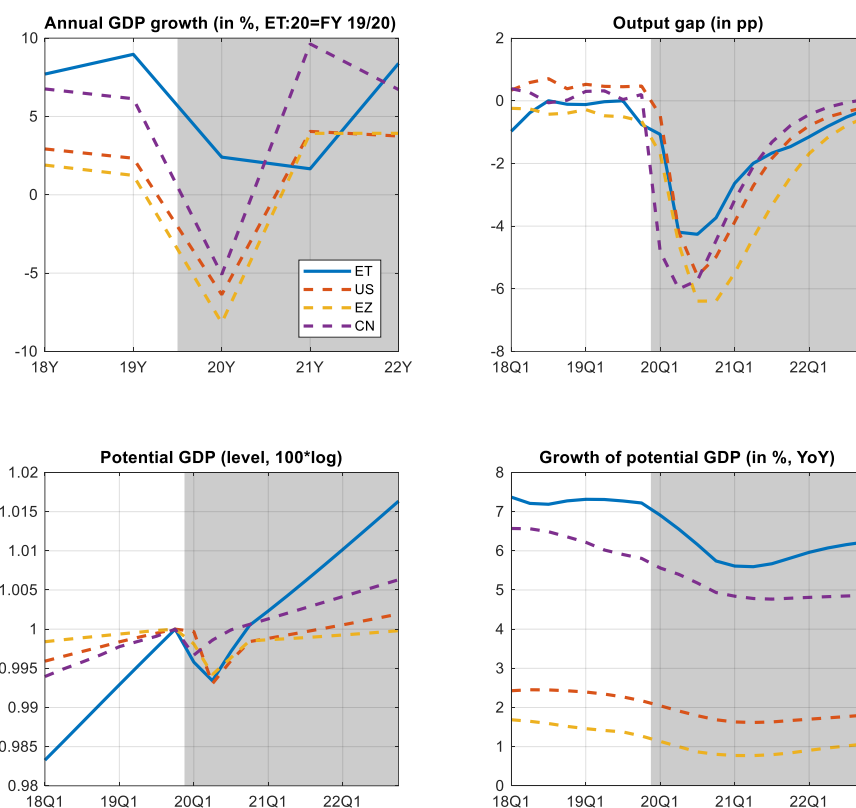 Annual GDP growth (in %, ET:20=FY 19/20)
10
5
0
-5
-10
18Y 19Y 20Y 21Y 22Y
ET
US
EZ
CN
Output gap (in pp)
2
0
-2
-4
-6
-8
18Q1 19Q1 20Q1 21Q1 22Q1
Potential GDP (level, 100*log)
1.02
1.015
1.01
1.005
1
0.995
0.99
0.985
0.98
18Q1 19Q1 20Q1 21Q1 22Q1
Growth of potential GDP (in %, YoY)
8
7
6
5
4
3
2
1
0
18Q1 19Q1 20Q1 21Q1 22Q1